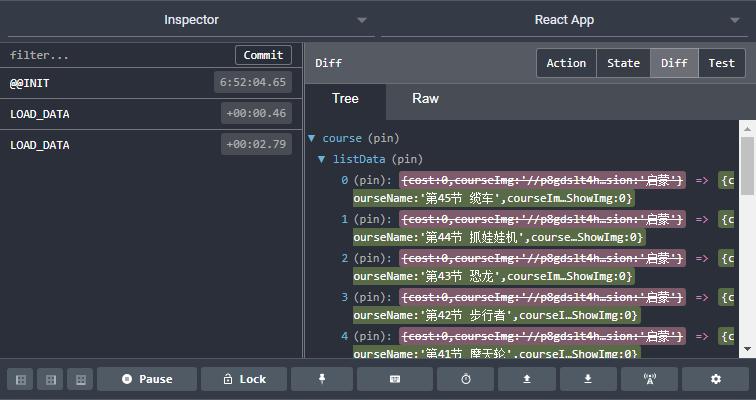 Inspector React App
filter... Commit
Diff Action State Diff Test
@@INIT 6:52:04.65
LOAD_DATA +00:00.46
LOAD_DATA +00:02.79
Tree Raw
course (pin)
listData (pin)
0 (pin): {cost:0,courseImg:'//p8gdslt4h…sion:'启蒙'} => {c
ourseName:'第45节 缆车',courseIm…ShowImg:0}
1 (pin): {cost:0,courseImg:'//p8gdslt4h…sion:'启蒙'} => {c
ourseName:'第44节 抓娃娃机',course…ShowImg:0}
2 (pin): {cost:0,courseImg:'//p8gdslt4h…sion:'启蒙'} => {c
ourseName:'第43节 恐龙',courseIm…ShowImg:0}
3 (pin): {cost:0,courseImg:'//p8gdslt4h…sion:'启蒙'} => {c
ourseName:'第42节 步行者',courseI…ShowImg:0}
4 (pin): {cost:0,courseImg:'//p8gdslt4h…sion:'启蒙'} => {c
ourseName:'第41节 摩天轮',courseI…ShowImg:0}
Pause Lock